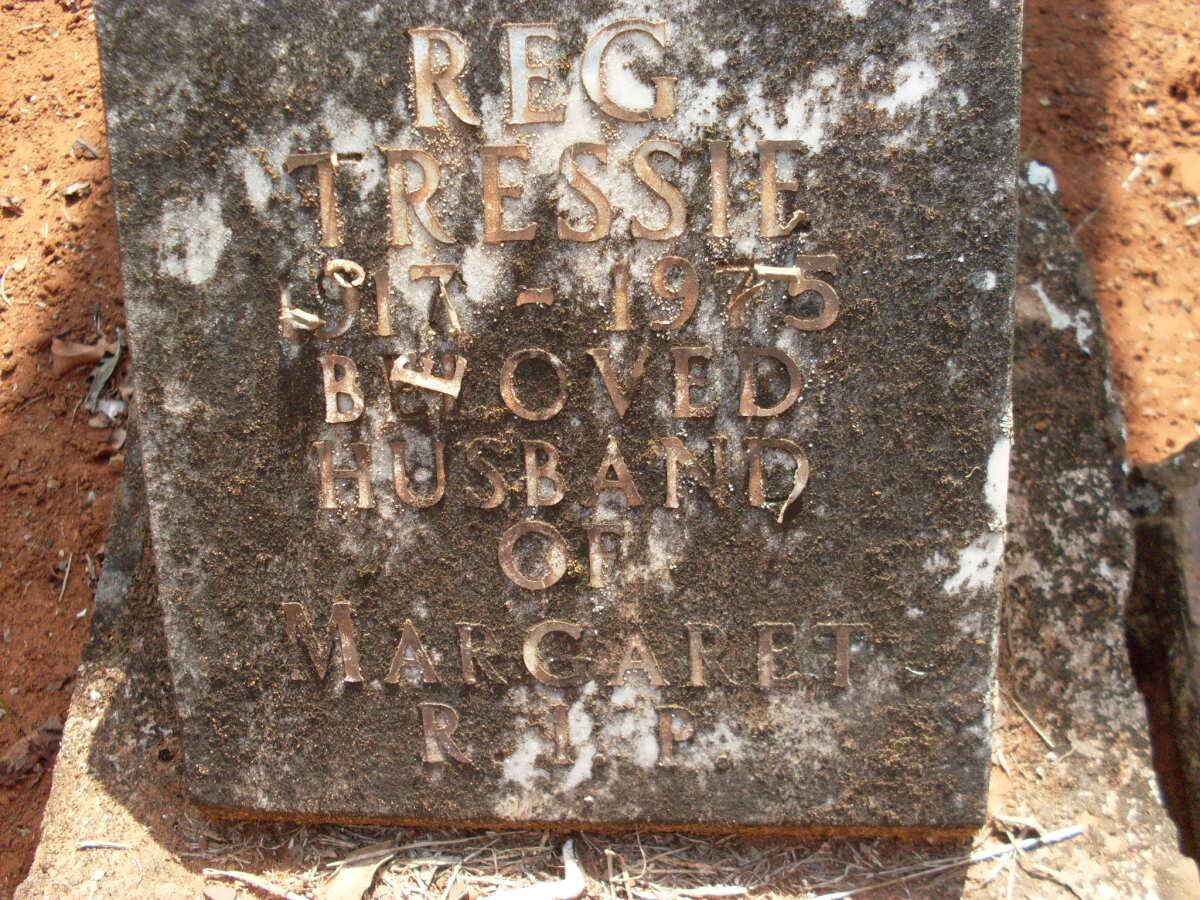 REG
TRESSIE
1917 - 1975
BELOVED
HUSBAND
OF
MARGARET
R.I.P.